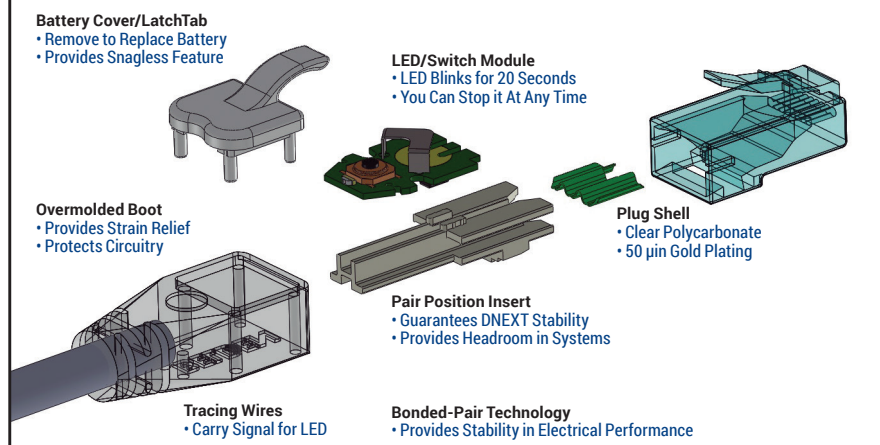 Battery Cover/LatchTab
• Remove to Replace Battery
• Provides Snagless Feature
LED/Switch Module
• LED Blinks for 20 Seconds
• You Can Stop it At Any Time
Overmolded Boot
• Provides Strain Relief
• Protects Circuitry
Plug Shell
• Clear Polycarbonate
• 50 µin Gold Plating
Pair Position Insert
• Guarantees DNEXT Stability
• Provides Headroom in Systems
Tracing Wires
• Carry Signal for LED
Bonded-Pair Technology
• Provides Stability in Electrical Performance